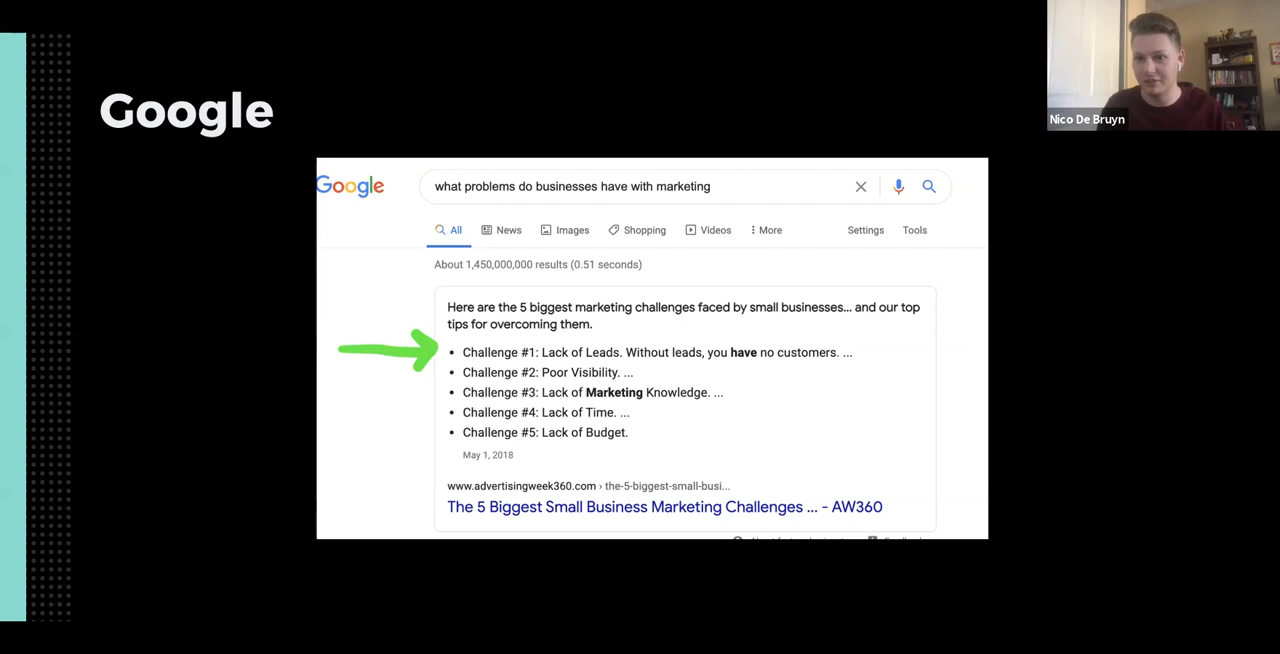 Google
Nico De Bruyn
Google
what problems do businesses have with marketing
All
News
Images
Shopping
Videos
More
Settings
Tools
About 1,450,000,000 results (0.51 seconds)
Here are the 5 biggest marketing challenges faced by small businesses... and our top
tips for overcoming them.
• Challenge #1: Lack of Leads. Without leads, you have no customers. ...
• Challenge #2: Poor Visibility. ...
• Challenge #3: Lack of Marketing Knowledge. ...
• Challenge #4: Lack of Time. ...
• Challenge #5: Lack of Budget.
May 1, 2018
www.advertisingweek360.com › the-5-biggest-small-busi...
The 5 Biggest Small Business Marketing Challenges ... - AW360